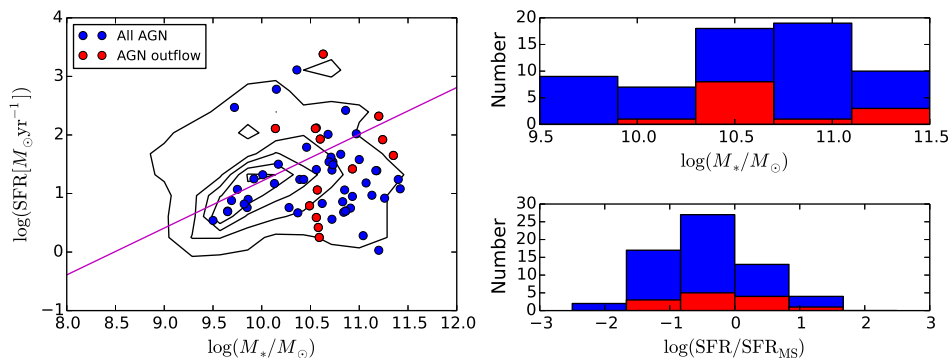 All AGN
AGN outflow
log(SFR[M⊙yr⁻¹])
4
3
2
1
0
−1
8.0 8.5 9.0 9.5 10.0 10.5 11.0 11.5 12.0
log(M*/M⊙)
Number
20
15
10
5
0
9.5 10.0 10.5 11.0 11.5
log(M*/M⊙)
Number
30
25
20
15
10
5
0
−3 −2 −1 0 1 2 3
log(SFR/SFR_MS)